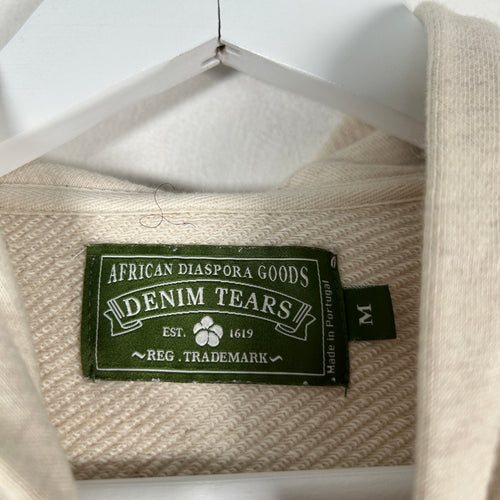 AFRICAN DIASPORA GOODS
DENIM TEARS
EST. 1619
~REG.TRADEMARK~
Made in Portugal
M